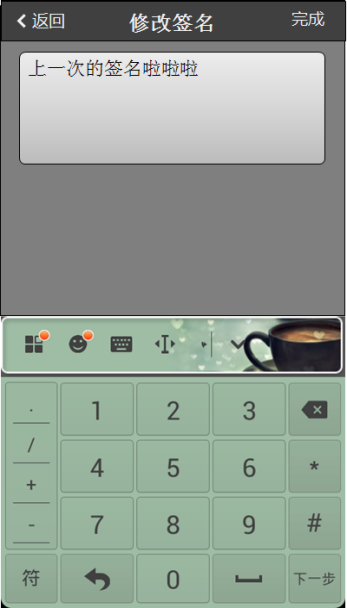 返回 修改签名 完成
上一次的签名啦啦啦
· 1 2 3
/ 4 5 6 *
+
- 7 8 9 #
符 0 下一步